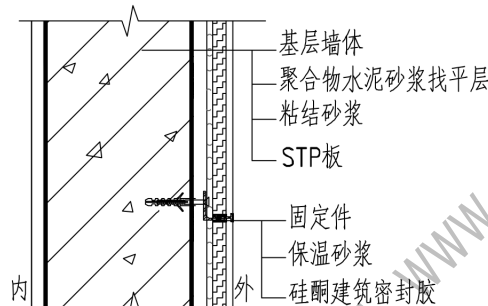 基层墙体
聚合物水泥砂浆找平层
粘结砂浆
STP板
固定件
保温砂浆
硅酮建筑密封胶
内
外
WWW